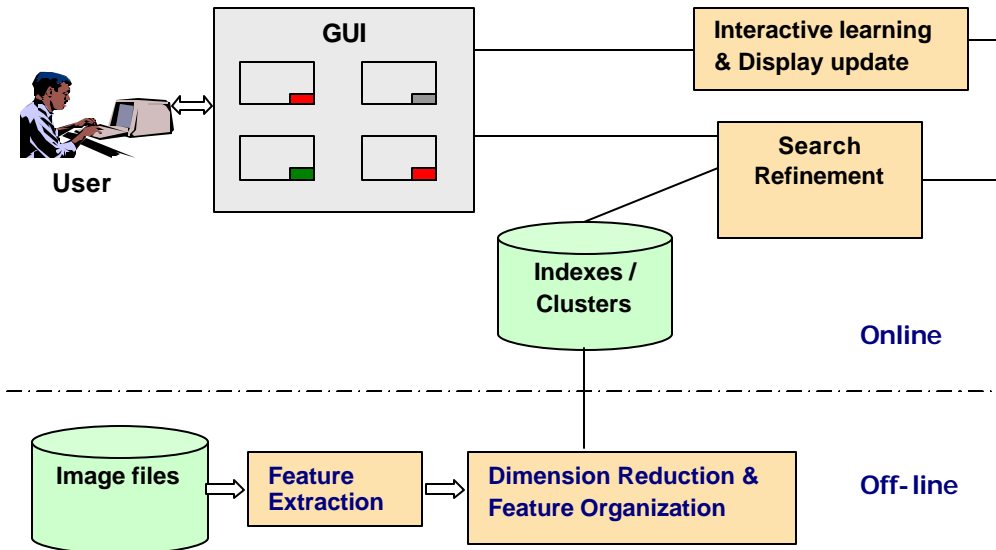 GUI
Interactive learning
& Display update
User
Search
Refinement
Indexes /
Clusters
Online
Image files
Feature
Extraction
Dimension Reduction &
Feature Organization
Off-line